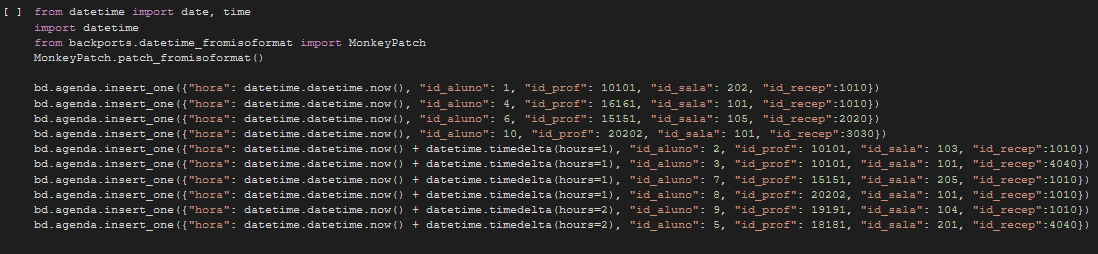 [ ] from datetime import date, time
import datetime
from backports.datetime_fromisoformat import MonkeyPatch
MonkeyPatch.patch_fromisoformat()
bd.agenda.insert_one({"hora": datetime.datetime.now(), "id_aluno": 1, "id_prof": 10101, "id_sala": 202, "id_recep":1010})
bd.agenda.insert_one({"hora": datetime.datetime.now(), "id_aluno": 4, "id_prof": 16161, "id_sala": 101, "id_recep":1010})
bd.agenda.insert_one({"hora": datetime.datetime.now(), "id_aluno": 6, "id_prof": 15151, "id_sala": 105, "id_recep":2020})
bd.agenda.insert_one({"hora": datetime.datetime.now(), "id_aluno": 10, "id_prof": 20202, "id_sala": 101, "id_recep":3030})
bd.agenda.insert_one({"hora": datetime.datetime.now() + datetime.timedelta(hours=1), "id_aluno": 2, "id_prof": 10101, "id_sala": 103, "id_recep":1010})
bd.agenda.insert_one({"hora": datetime.datetime.now() + datetime.timedelta(hours=1), "id_aluno": 3, "id_prof": 10101, "id_sala": 101, "id_recep":4040})
bd.agenda.insert_one({"hora": datetime.datetime.now() + datetime.timedelta(hours=1), "id_aluno": 7, "id_prof": 15151, "id_sala": 205, "id_recep":1010})
bd.agenda.insert_one({"hora": datetime.datetime.now() + datetime.timedelta(hours=1), "id_aluno": 8, "id_prof": 20202, "id_sala": 101, "id_recep":1010})
bd.agenda.insert_one({"hora": datetime.datetime.now() + datetime.timedelta(hours=2), "id_aluno": 9, "id_prof": 19191, "id_sala": 104, "id_recep":1010})
bd.agenda.insert_one({"hora": datetime.datetime.now() + datetime.timedelta(hours=2), "id_aluno": 5, "id_prof": 18181, "id_sala": 201, "id_recep":4040})